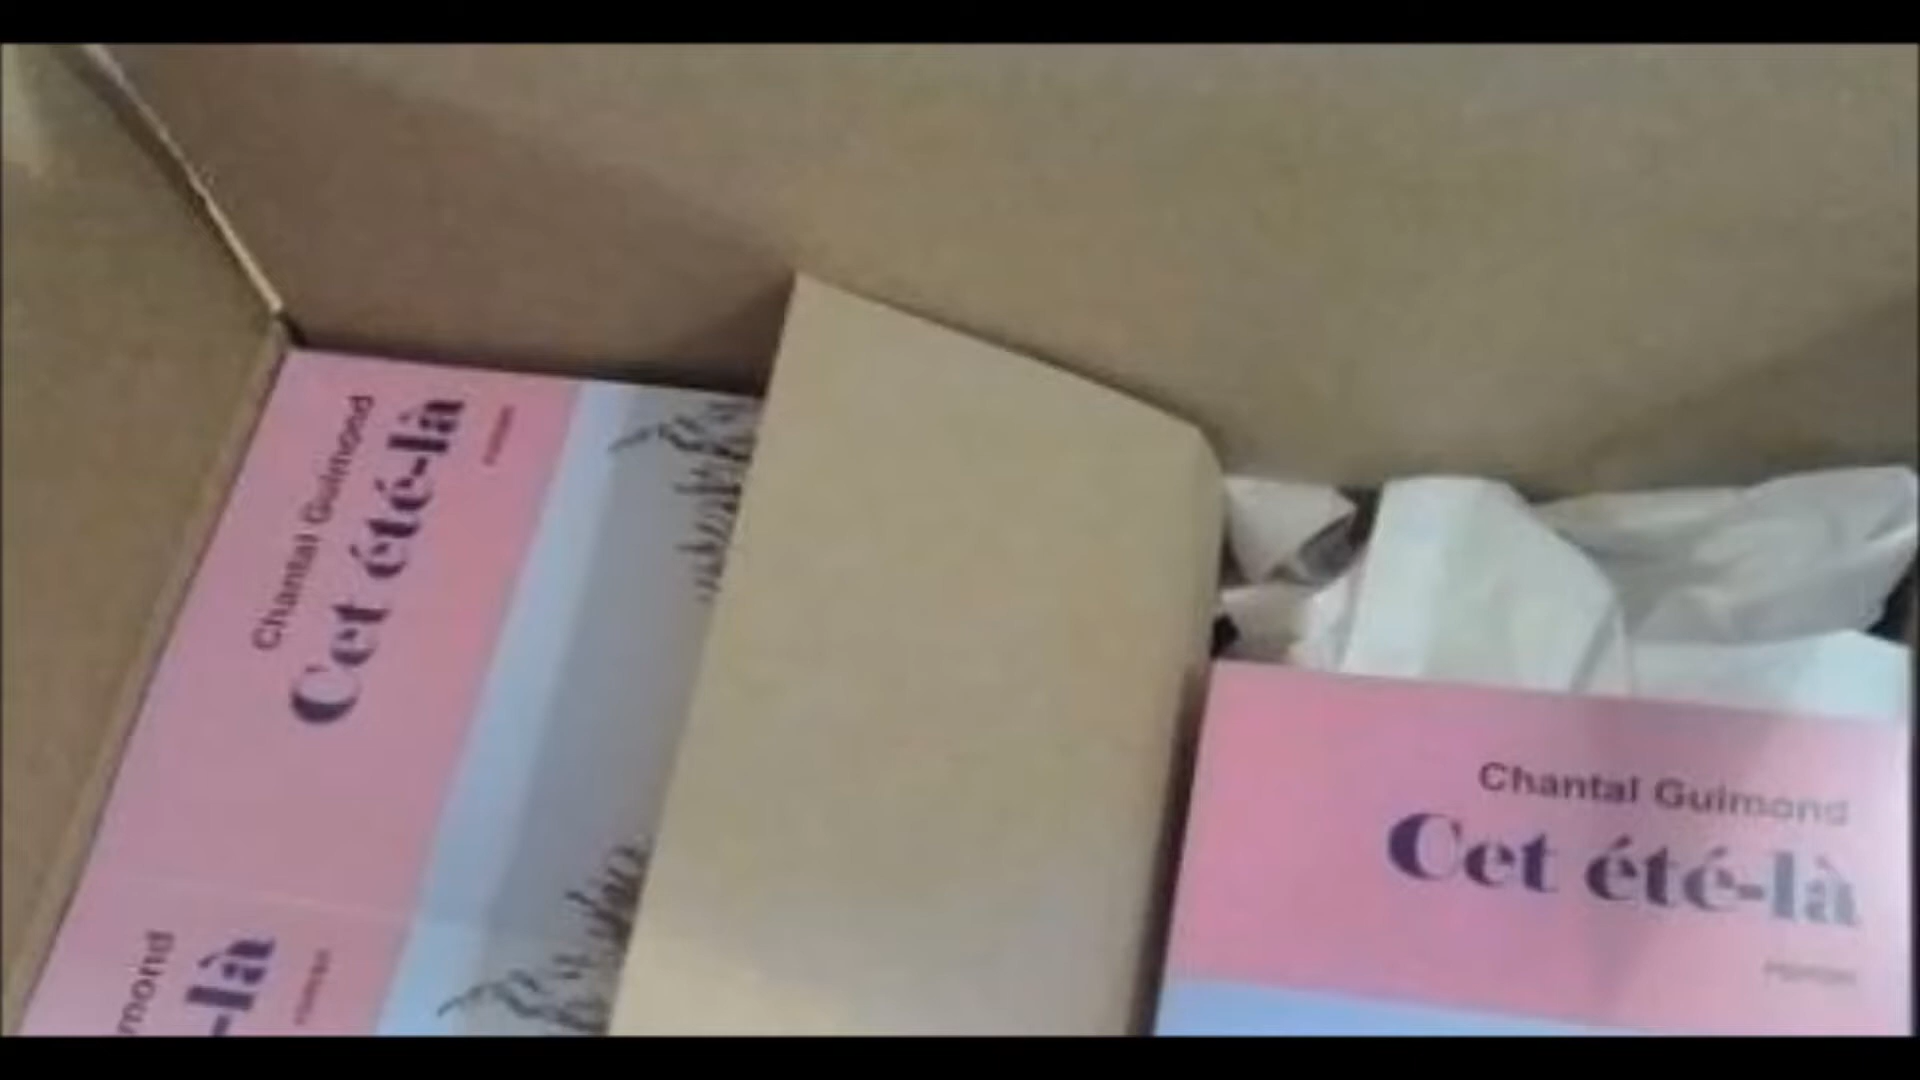 Chantal Guimond
Cet été-là
mond
-là
Chantal Guimond
Cet été-là